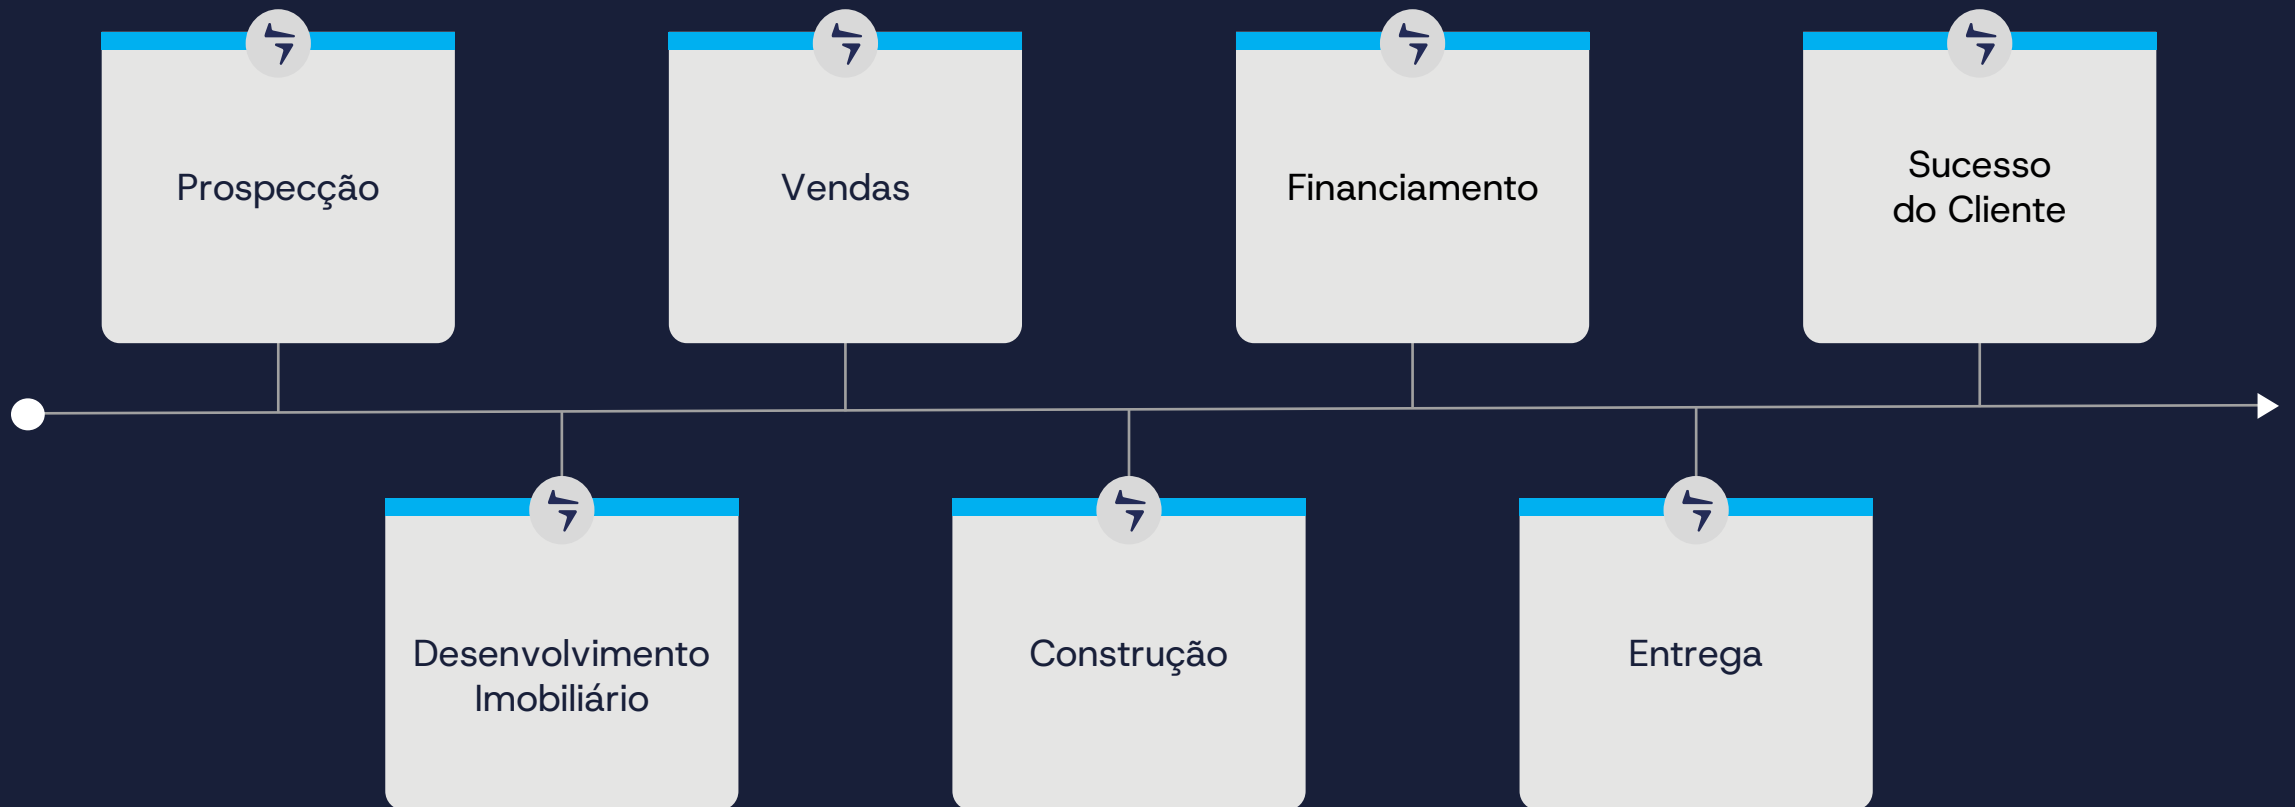 Prospecção
Desenvolvimento
Imobiliário
Vendas
Construção
Financiamento
Entrega
Sucesso
do Cliente